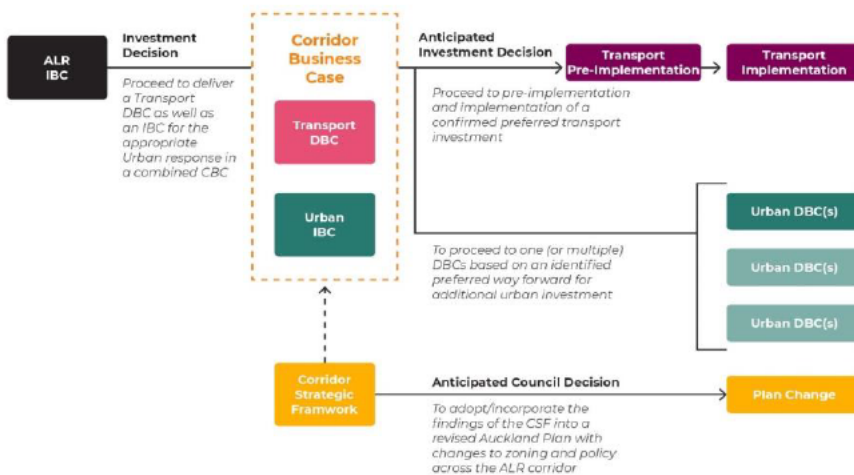 ALR
IBC
Investment
Decision
Proceed to deliver
a Transport
DBC as well as
an IBC for the
appropriate
Urban response in
a combined CBC
Corridor
Business
Case
Transport
DBC
Urban
IBC
Anticipated
Investment Decision
Proceed to pre-implementation
and implementation of a
confirmed preferred transport
investment
Transport
Pre-Implementation
Transport
Implementation
To proceed to one (or multiple)
DBCs based on an identified
preferred way forward for
additional urban investment
Urban DBC(s)
Urban DBC(s)
Urban DBC(s)
Corridor
Strategic
Framwork
Anticipated Council Decision
To adopt/incorporate the
findings of the CSF into a
revised Auckland Plan with
changes to zoning and policy
across the ALR corridor
Plan Change